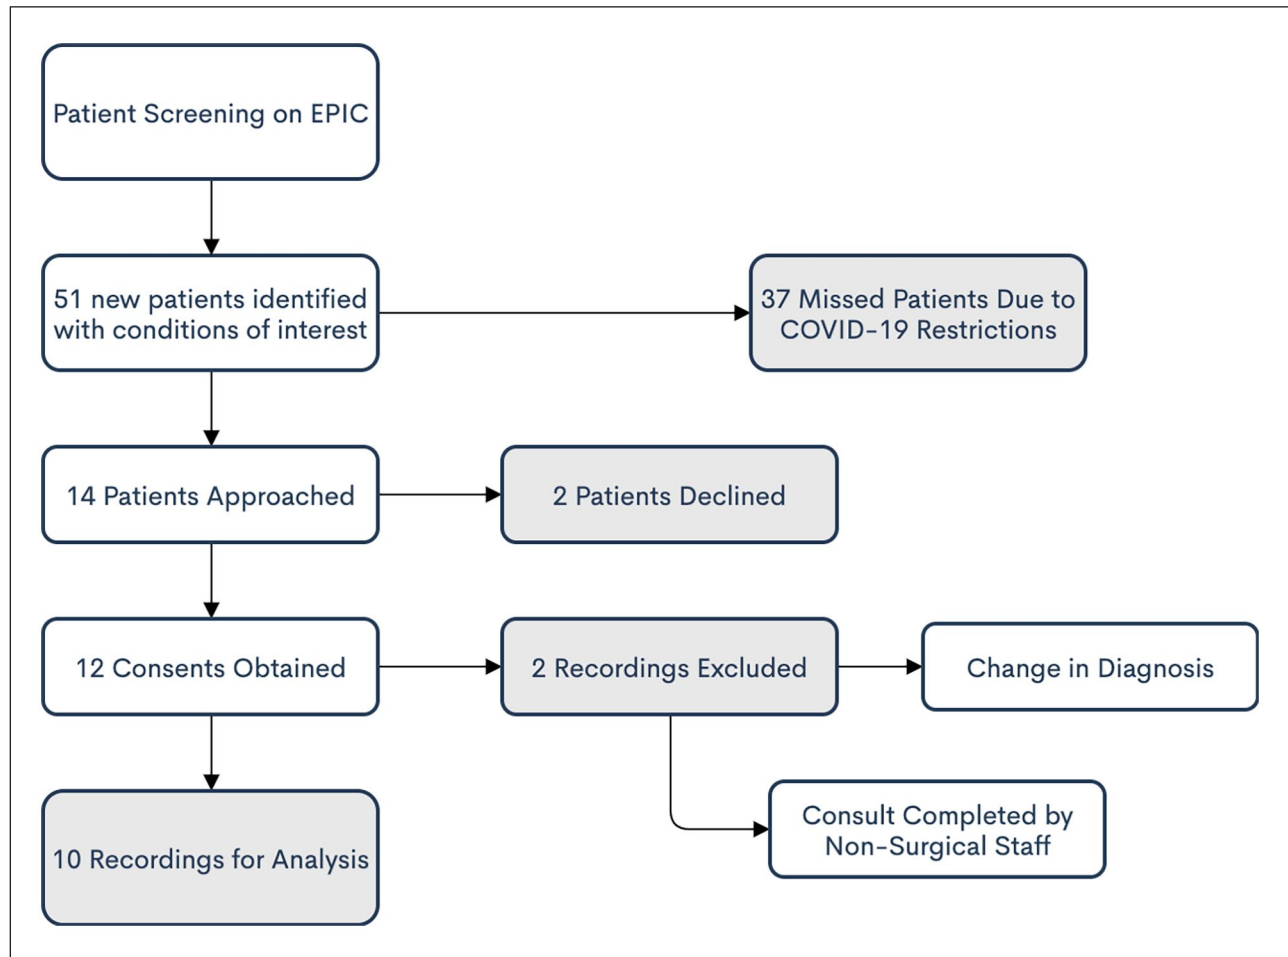 Patient Screening on EPIC
51 new patients identified
with conditions of interest
37 Missed Patients Due to
COVID-19 Restrictions
14 Patients Approached
2 Patients Declined
12 Consents Obtained
2 Recordings Excluded
Change in Diagnosis
Consult Completed by
Non-Surgical Staff
10 Recordings for Analysis